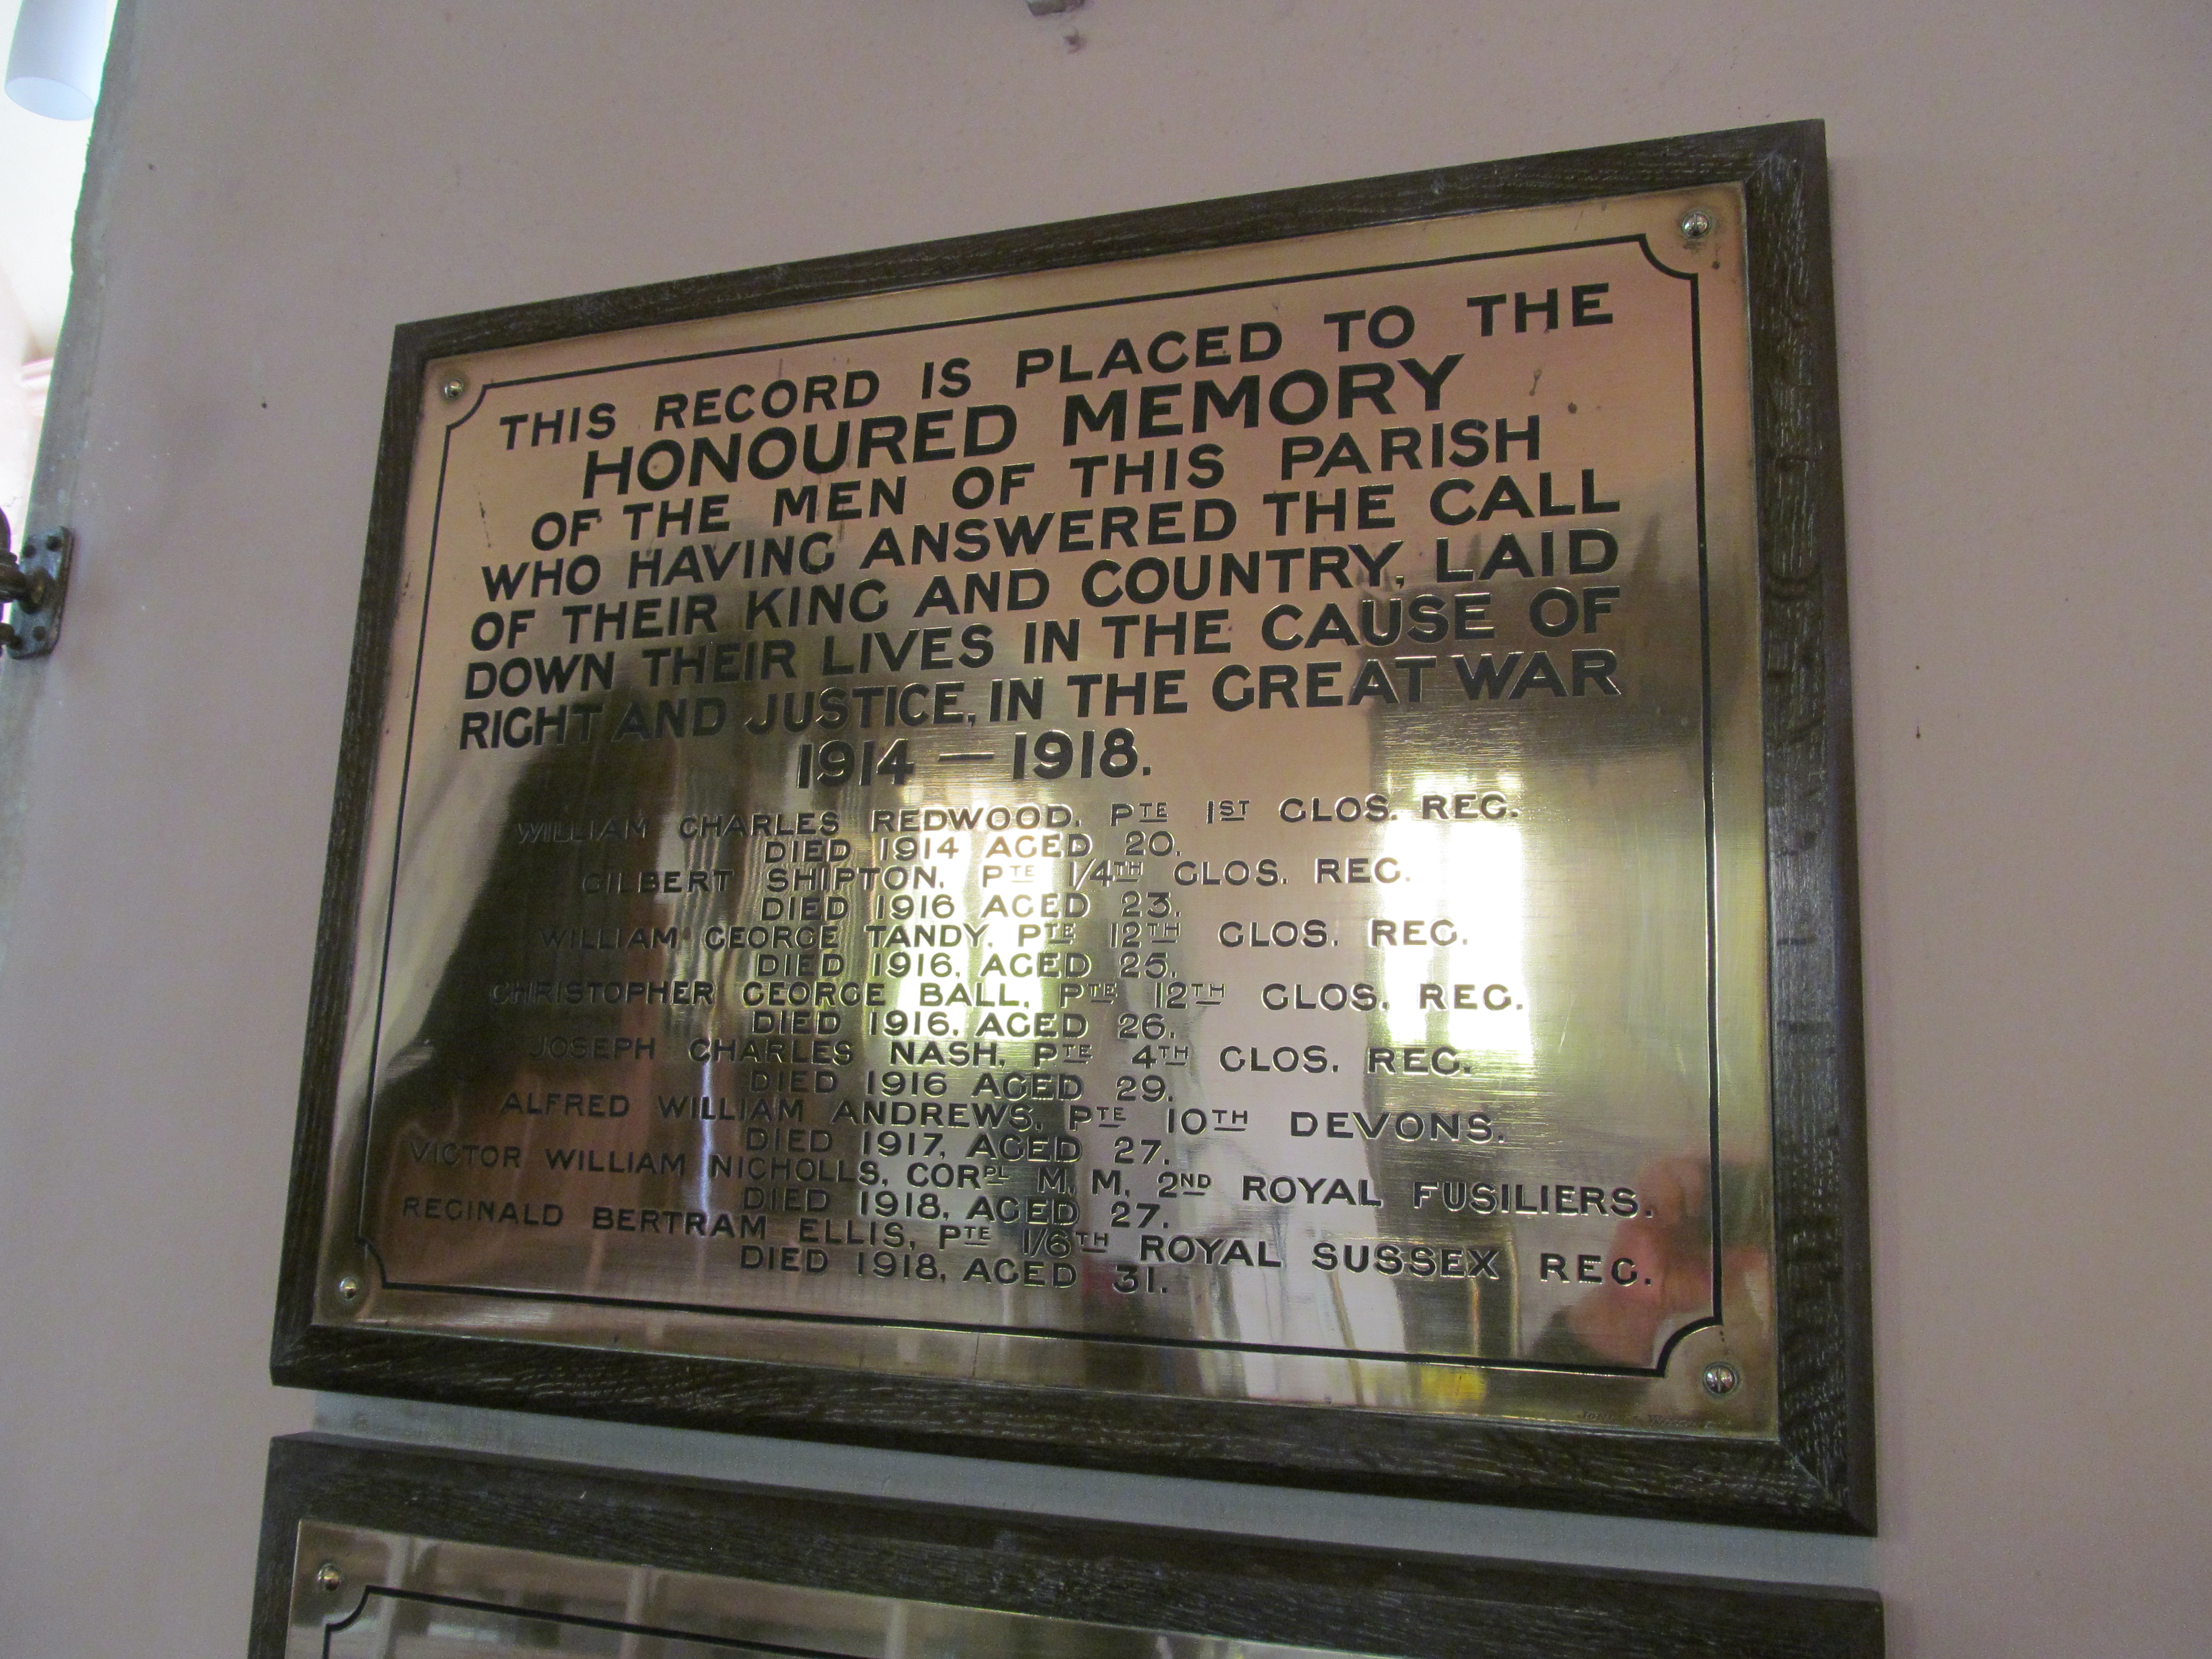 THIS RECORD IS PLACED TO THE
HONOURED MEMORY
OF THE MEN OF THIS PARISH
WHO HAVING ANSWERED THE CALL
OF THEIR KING AND COUNTRY, LAID
DOWN THEIR LIVES IN THE CAUSE OF
RIGHT AND JUSTICE, IN THE GREAT WAR
1914 — 1918.
WILLIAM CHARLES REDWOOD, PTE 1ST GLOS. REG.
DIED 1914 AGED 20.
GILBERT SHIPTON, PTE 1/4TH GLOS. REG.
DIED 1916 AGED 23.
WILLIAM GEORGE TANDY, PTE 12TH GLOS. REG.
DIED 1916, AGED 25.
CHRISTOPHER GEORGE BALL, PTE 12TH GLOS. REG.
DIED 1916, AGED 26.
JOSEPH CHARLES NASH, PTE 4TH GLOS. REG.
DIED 1916 AGED 29.
ALFRED WILLIAM ANDREWS, PTE 10TH DEVONS.
DIED 1917, AGED 27.
VICTOR WILLIAM NICHOLLS, CORPL M.M. 2ND ROYAL FUSILIERS.
DIED 1918, AGED 27.
REGINALD BERTRAM ELLIS, PTE 1/6TH ROYAL SUSSEX REG.
DIED 1918, AGED 31.